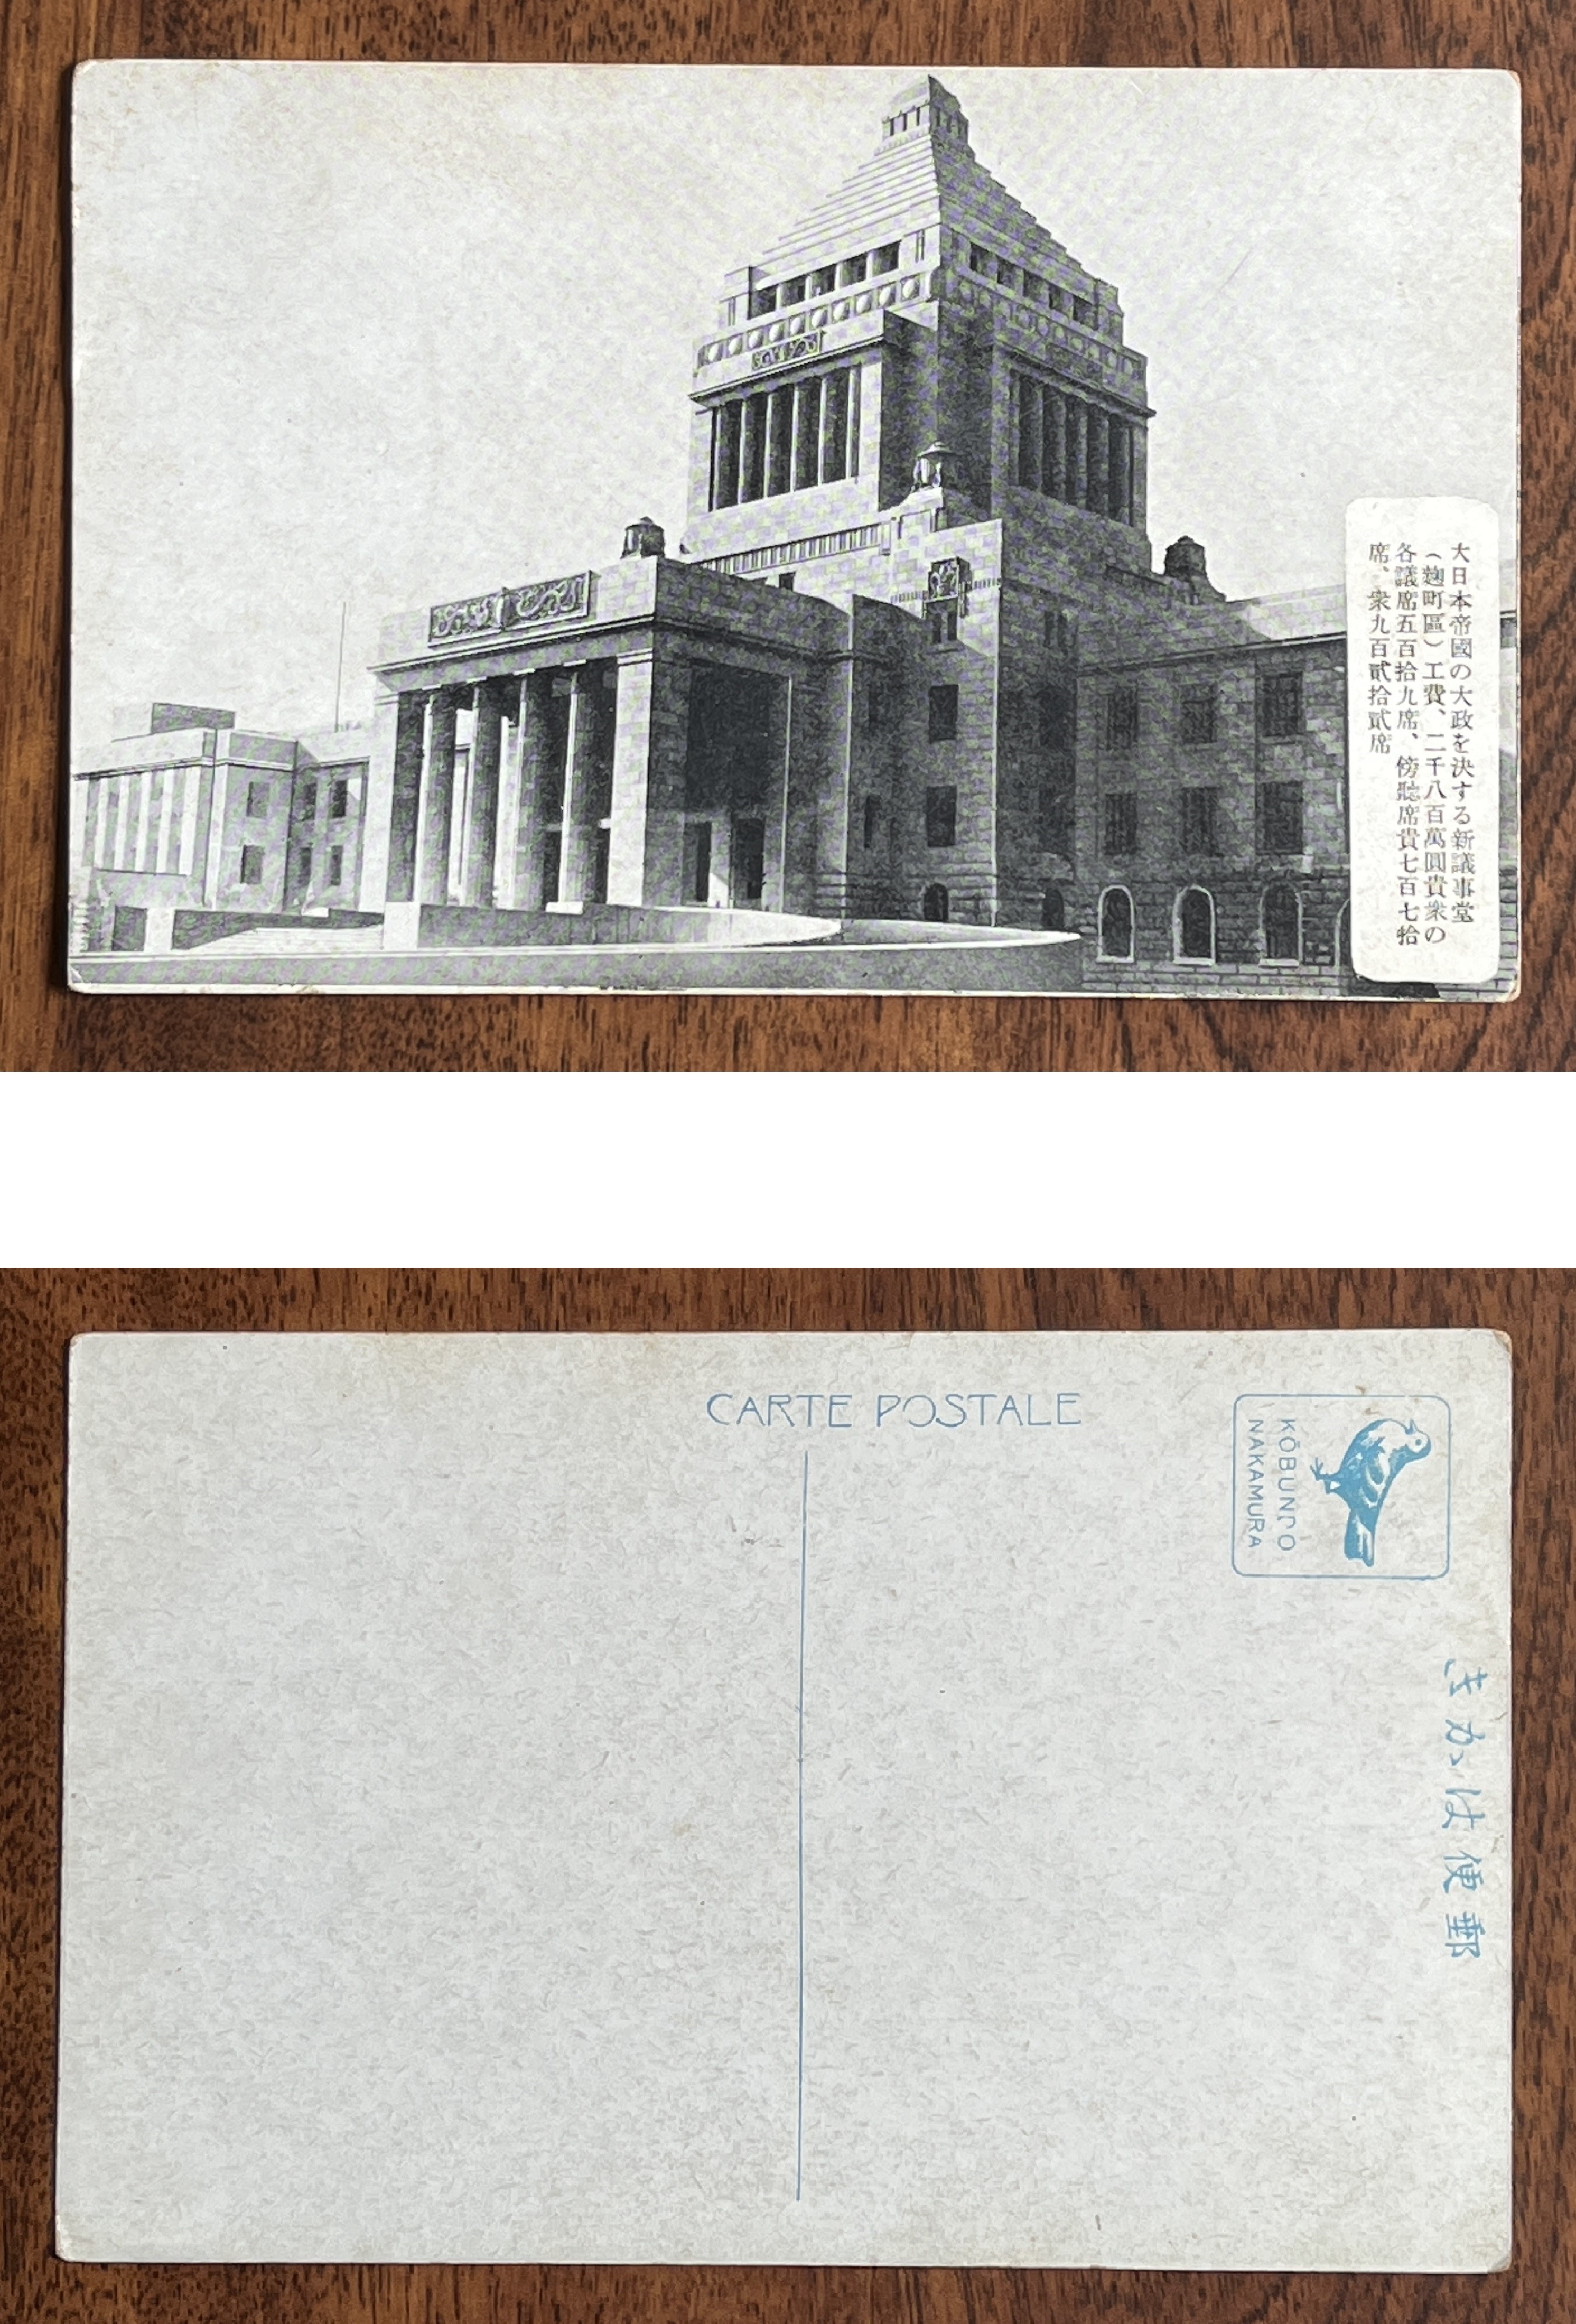 大日本帝國の大政を決する新議事堂
(麹町區)工費、二千八百萬圓貴衆の
各議席五百拾九席、傍聽席貴七百七拾
席、衆九百貳拾貳席
CARTE POSTALE
KŌBUNDO
NAKAMURA
きかは便郵